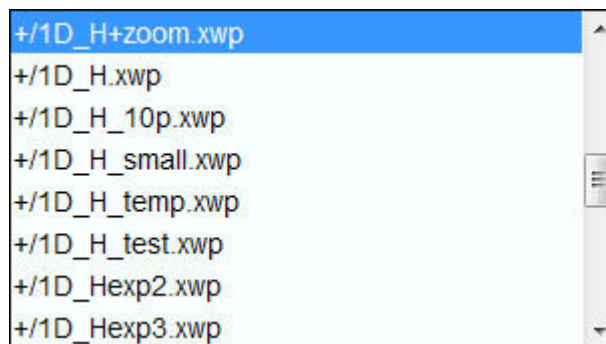 +/1D_H+zoom.xwp
+/1D_H.xwp
+/1D_H_10p.xwp
+/1D_H_small.xwp
+/1D_H_temp.xwp
+/1D_H_test.xwp
+/1D_Hexp2.xwp
+/1D_Hexp3.xwp